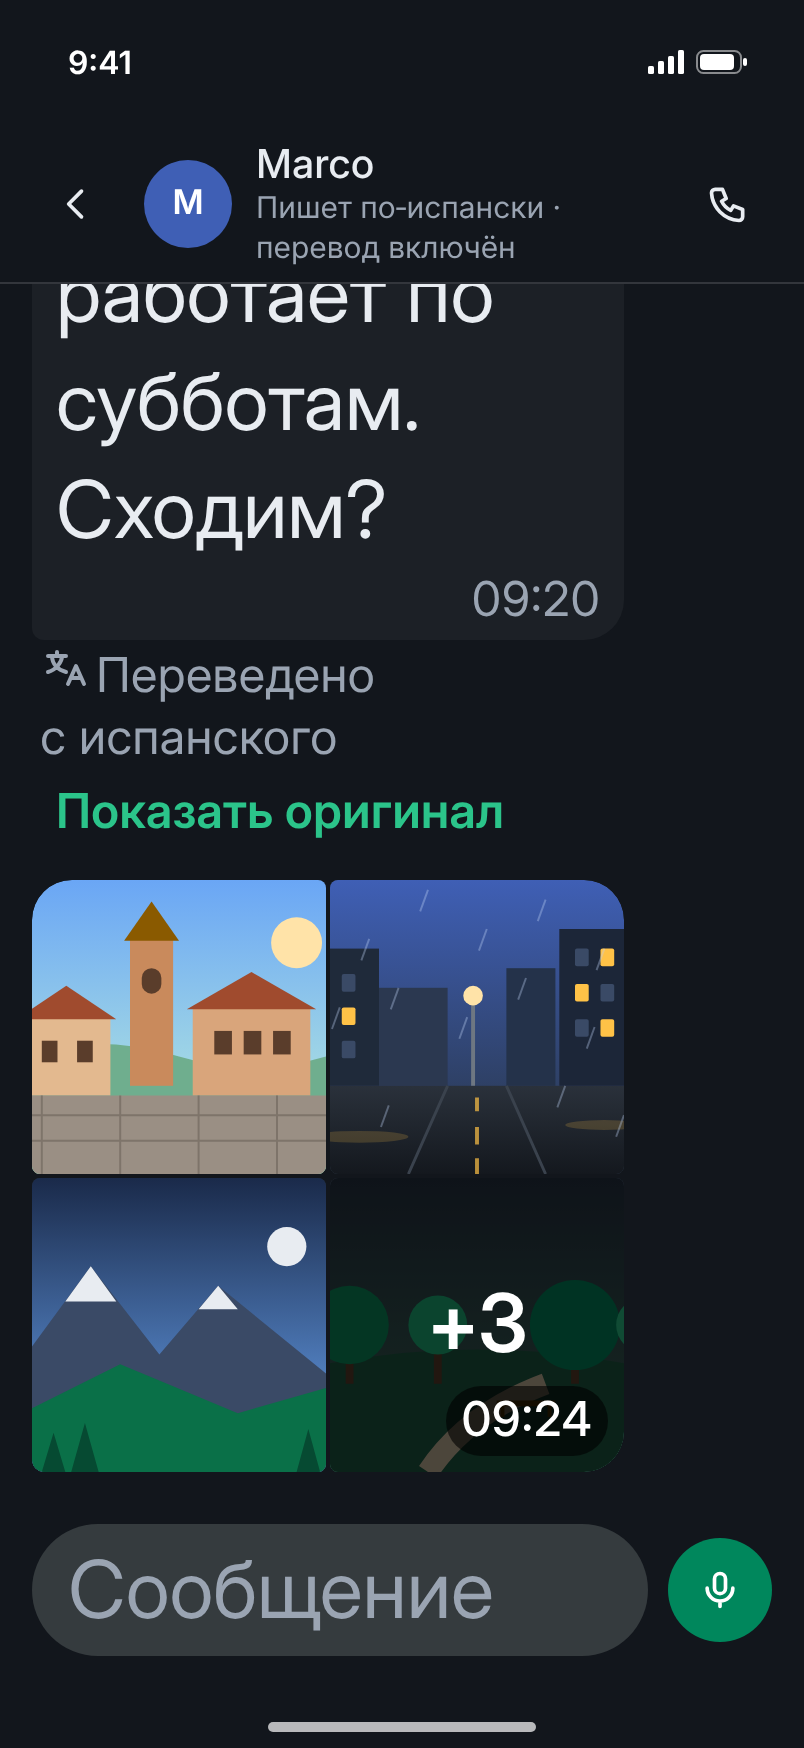 9:41
M
Marco
Пишет по-испански ·
перевод включён
работает по
субботам.
Сходим?
09:20
Переведено
с испанского
Показать оригинал
+3
09:24
Сообщение